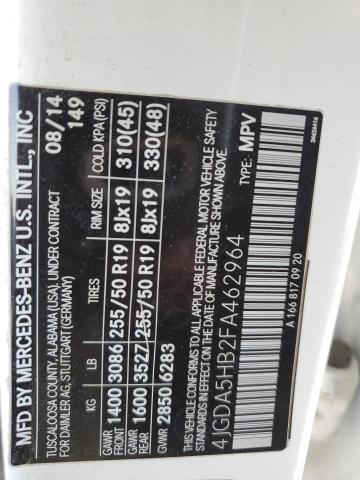 MFD BY MERCEDES-BENZ U.S. INTL., INC
TUSCALOOSA COUNTY, ALABAMA (USA), UNDER CONTRACT
FOR DAIMLER AG, STUTTGART (GERMANY)
08/14
149
KG LB TIRES RIM SIZE COLD KPA (PSI)
GAWR FRONT 1400 3086 255/50 R19 8Jx19 310(45)
GAWR REAR 1600 3527 255/50 R19 8Jx19 330(48)
GVWR 2850 6283
THIS VEHICLE CONFORMS TO ALL APPLICABLE FEDERAL MOTOR VEHICLE SAFETY
STANDARDS IN EFFECT ON THE DATE OF MANUFACTURE SHOWN ABOVE.
4JGDA5HB2FA462964 TYPE: MPV
A 166 817 09 20